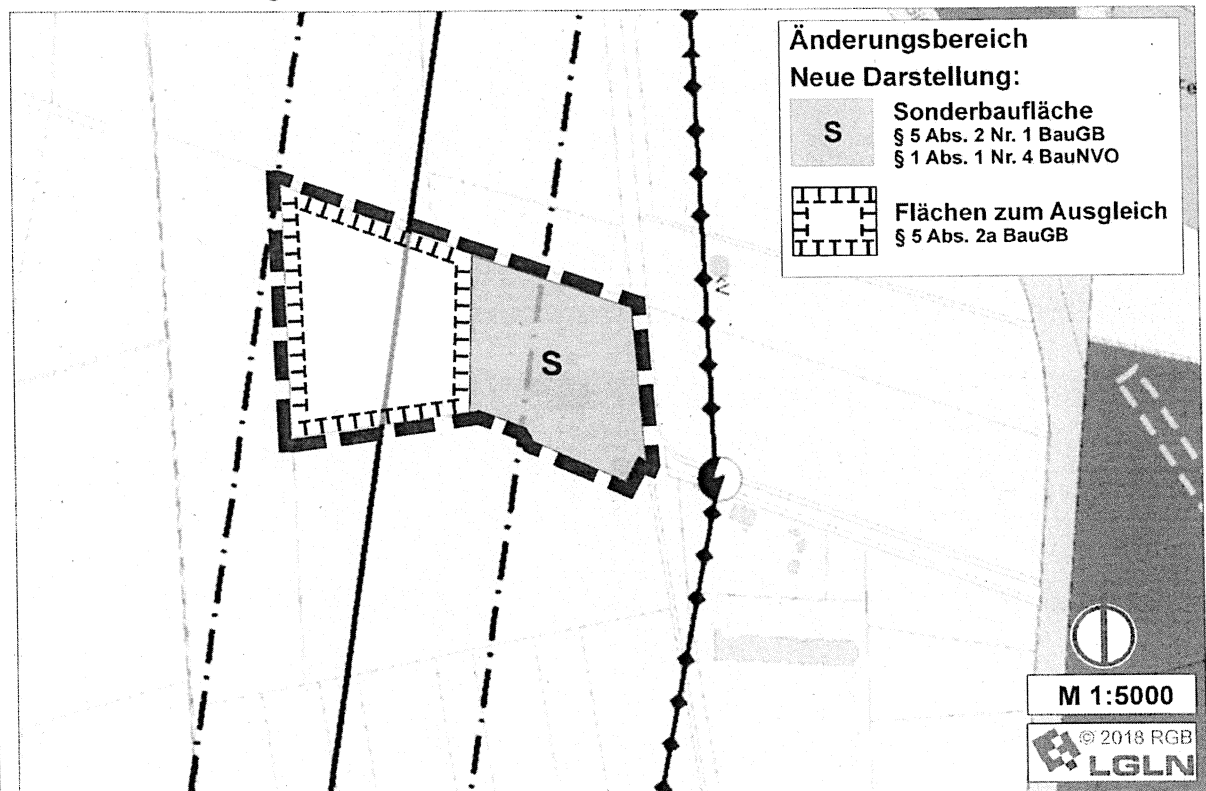 Änderungsbereich
Neue Darstellung:
S
Sonderbaufläche
§ 5 Abs. 2 Nr. 1 BauGB
§ 1 Abs. 1 Nr. 4 BauNVO
Flächen zum Ausgleich
§ 5 Abs. 2a BauGB
S
M 1:5000
© 2018 RGB
LGLN